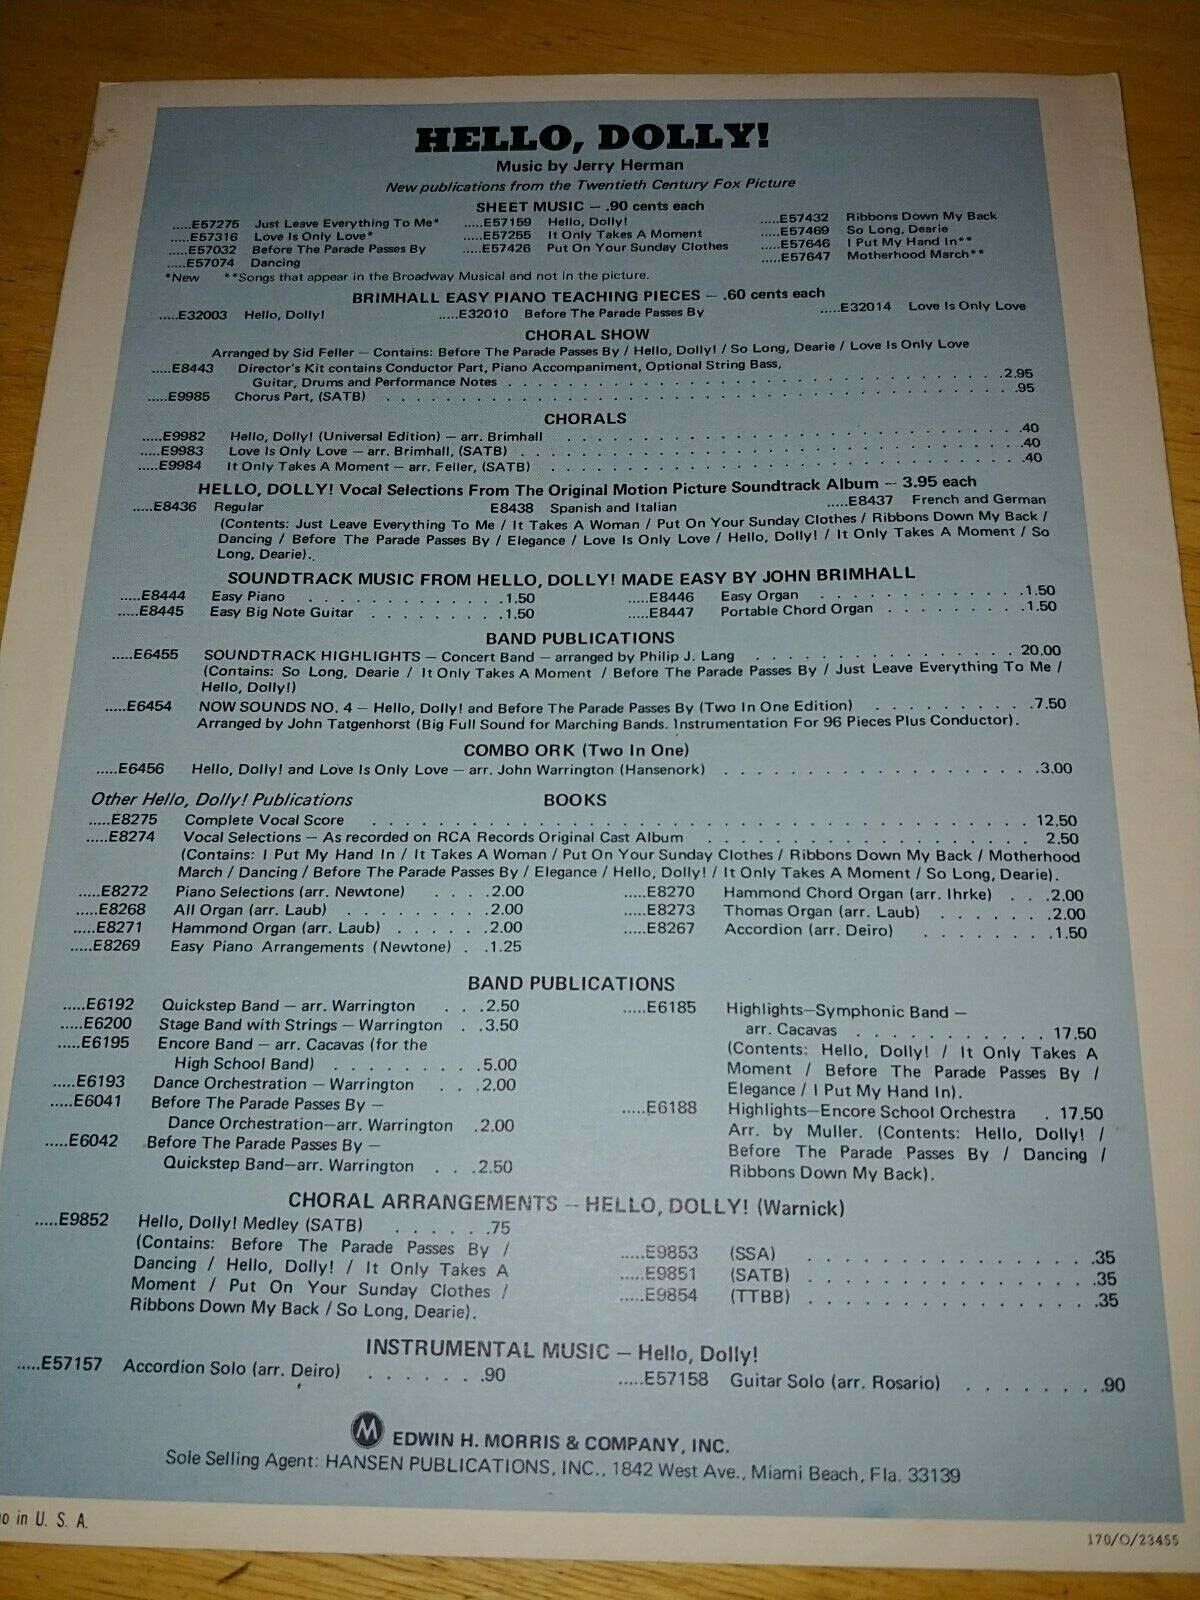 HELLO, DOLLY!
Music by Jerry Herman
New publications from the Twentieth Century Fox Picture
SHEET MUSIC — .90 cents each
.....E57275 Just Leave Everything To Me* .....E57159 Hello, Dolly! .....E57432 Ribbons Down My Back
.....E57316 Love Is Only Love* .....E57255 It Only Takes A Moment .....E57469 So Long, Dearie
.....E57032 Before The Parade Passes By .....E57426 Put On Your Sunday Clothes .....E57646 I Put My Hand In**
.....E57074 Dancing .....E57647 Motherhood March**
*New **Songs that appear in the Broadway Musical and not in the picture.
BRIMHALL EASY PIANO TEACHING PIECES — .60 cents each
.....E32003 Hello, Dolly! .....E32010 Before The Parade Passes By .....E32014 Love Is Only Love
CHORAL SHOW
Arranged by Sid Feller — Contains: Before The Parade Passes By / Hello, Dolly! / So Long, Dearie / Love Is Only Love
.....E8443 Director's Kit contains Conductor Part, Piano Accompaniment, Optional String Bass,
Guitar, Drums and Performance Notes . . . . . . . . . . 2.95
.....E9985 Chorus Part, (SATB) . . . . . . . . . . .95
CHORALS
.....E9982 Hello, Dolly! (Universal Edition) — arr. Brimhall . . . . . . . . . . .40
.....E9983 Love Is Only Love — arr. Brimhall, (SATB) . . . . . . . . . . .40
.....E9984 It Only Takes A Moment — arr. Feller, (SATB) . . . . . . . . . . .40
HELLO, DOLLY! Vocal Selections From The Original Motion Picture Soundtrack Album — 3.95 each
.....E8436 Regular E8438 Spanish and Italian .....E8437 French and German
(Contents: Just Leave Everything To Me / It Takes A Woman / Put On Your Sunday Clothes / Ribbons Down My Back /
Dancing / Before The Parade Passes By / Elegance / Love Is Only Love / Hello, Dolly! / It Only Takes A Moment / So
Long, Dearie).
SOUNDTRACK MUSIC FROM HELLO, DOLLY! MADE EASY BY JOHN BRIMHALL
.....E8444 Easy Piano . . . . . . . . . . 1.50 .....E8446 Easy Organ . . . . . . . . . . 1.50
.....E8445 Easy Big Note Guitar . . . . . . . . 1.50 .....E8447 Portable Chord Organ . . . . . . . . 1.50
BAND PUBLICATIONS
.....E6455 SOUNDTRACK HIGHLIGHTS — Concert Band — arranged by Philip J. Lang . . . . . . . . . . 20.00
(Contains: So Long, Dearie / It Only Takes A Moment / Before The Parade Passes By / Just Leave Everything To Me /
Hello, Dolly!)
.....E6454 NOW SOUNDS NO. 4 — Hello, Dolly! and Before The Parade Passes By (Two In One Edition) . . . . . . . . . 7.50
Arranged by John Tatgenhorst (Big Full Sound for Marching Bands. Instrumentation For 96 Pieces Plus Conductor).
COMBO ORK (Two In One)
.....E6456 Hello, Dolly! and Love Is Only Love — arr. John Warrington (Hansenork) . . . . . . . . . . 3.00
Other Hello, Dolly! Publications BOOKS
.....E8275 Complete Vocal Score . . . . . . . . . . 12.50
.....E8274 Vocal Selections — As recorded on RCA Records Original Cast Album . . . . . . . . . . 2.50
(Contains: I Put My Hand In / It Takes A Woman / Put On Your Sunday Clothes / Ribbons Down My Back / Motherhood
March / Dancing / Before The Parade Passes By / Elegance / Hello, Dolly! / It Only Takes A Moment / So Long, Dearie).
.....E8272 Piano Selections (arr. Newtone) . . . . 2.00 .....E8270 Hammond Chord Organ (arr. Ihrke) . . . 2.00
.....E8268 All Organ (arr. Laub) . . . . . . . . 2.00 .....E8273 Thomas Organ (arr. Laub) . . . . . . 2.00
.....E8271 Hammond Organ (arr. Laub) . . . . . 2.00 .....E8267 Accordion (arr. Deiro) . . . . . . . . 1.50
.....E8269 Easy Piano Arrangements (Newtone) . . 1.25
BAND PUBLICATIONS
.....E6192 Quickstep Band — arr. Warrington . . . 2.50
.....E6200 Stage Band with Strings — Warrington . . 3.50
.....E6195 Encore Band — arr. Cacavas (for the
High School Band) . . . . . . . . . 5.00
.....E6193 Dance Orchestration — Warrington . . . 2.00
.....E6041 Before The Parade Passes By —
Dance Orchestration—arr. Warrington . 2.00
.....E6042 Before The Parade Passes By —
Quickstep Band—arr. Warrington . . . 2.50
.....E6185 Highlights—Symphonic Band —
arr. Cacavas . . . . . . . . . . 17.50
(Contents: Hello, Dolly! / It Only Takes A
Moment / Before The Parade Passes By /
Elegance / I Put My Hand In).
.....E6188 Highlights—Encore School Orchestra . 17.50
Arr. by Muller. (Contents: Hello, Dolly! /
Before The Parade Passes By / Dancing /
Ribbons Down My Back).
CHORAL ARRANGEMENTS — HELLO, DOLLY! (Warnick)
.....E9852 Hello, Dolly! Medley (SATB) . . . . . . .75
(Contains: Before The Parade Passes By /
Dancing / Hello, Dolly! / It Only Takes A
Moment / Put On Your Sunday Clothes /
Ribbons Down My Back / So Long, Dearie).
.....E9853 (SSA) . . . . . . . . . . .35
.....E9851 (SATB) . . . . . . . . . . .35
.....E9854 (TTBB) . . . . . . . . . . .35
INSTRUMENTAL MUSIC — Hello, Dolly!
.....E57157 Accordion Solo (arr. Deiro) . . . . . . .90 .....E57158 Guitar Solo (arr. Rosario) . . . . . . . .90
M EDWIN H. MORRIS & COMPANY, INC.
Sole Selling Agent: HANSEN PUBLICATIONS, INC., 1842 West Ave., Miami Beach, Fla. 33139
in U. S. A.
170/O/23455